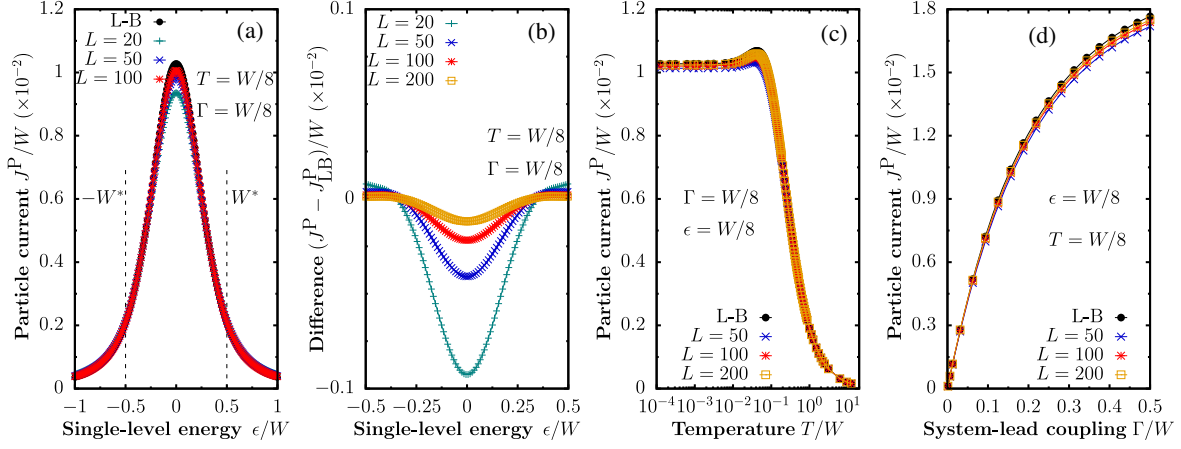 (a)
L-B
L = 20
L = 50
L = 100
T = W/8
Γ = W/8
−W*
W*
Particle current J^P/W (×10^−2)
0
0.2
0.4
0.6
0.8
1
−1
−0.5
0
0.5
1
Single-level energy ϵ/W
(b)
L = 20
L = 50
L = 100
L = 200
T = W/8
Γ = W/8
Difference (J^P − J^P_LB)/W (×10^−2)
0.1
0
−0.1
−0.5
−0.25
0
0.25
0.5
Single-level energy ϵ/W
(c)
Γ = W/8
ϵ = W/8
L-B
L = 50
L = 100
L = 200
Particle current J^P/W (×10^−2)
0
0.2
0.4
0.6
0.8
1
10^−4
10^−3
10^−2
10^−1
10^0
10^1
Temperature T/W
(d)
ϵ = W/8
T = W/8
L-B
L = 50
L = 100
L = 200
Particle current J^P/W (×10^−2)
0
0.3
0.6
0.9
1.2
1.5
1.8
0
0.1
0.2
0.3
0.4
0.5
System-lead coupling Γ/W